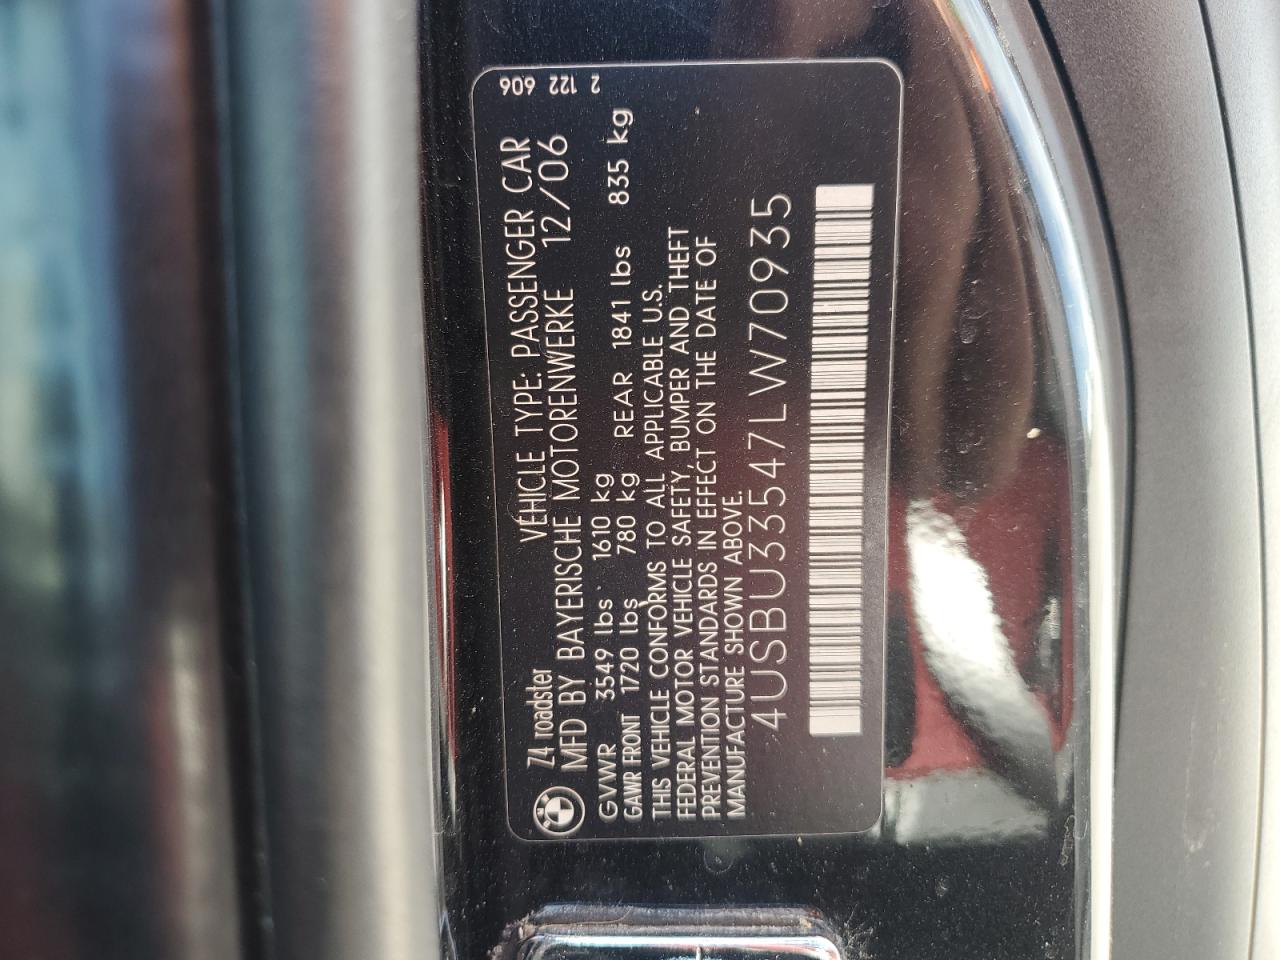 Z4 roadster VEHICLE TYPE: PASSENGER CAR
MFD BY BAYERISCHE MOTORENWERKE 12/06
GVWR 3549 lbs 1610 kg
GAWR FRONT 1720 lbs 780 kg REAR 1841 lbs 835 kg
THIS VEHICLE CONFORMS TO ALL APPLICABLE U.S.
FEDERAL MOTOR VEHICLE SAFETY, BUMPER AND THEFT
PREVENTION STANDARDS IN EFFECT ON THE DATE OF
MANUFACTURE SHOWN ABOVE.
4USBU33547LW70935
2 122 606